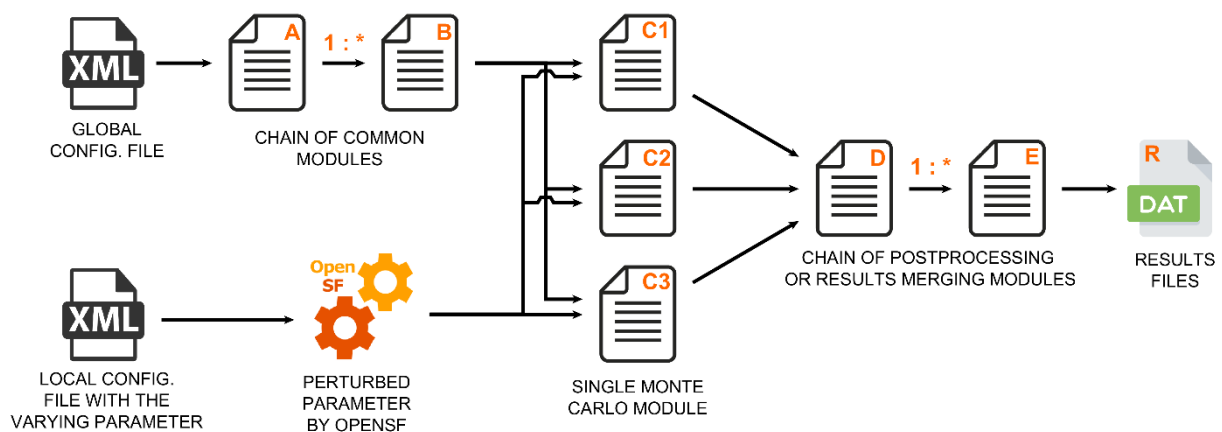 XML
GLOBAL
CONFIG. FILE
A
1 : *
B
CHAIN OF COMMON
MODULES
C1
C2
C3
SINGLE MONTE
CARLO MODULE
XML
LOCAL CONFIG.
FILE WITH THE
VARYING PARAMETER
Open
SF
PERTURBED
PARAMETER
BY OPENSF
D
1 : *
E
CHAIN OF POSTPROCESSING
OR RESULTS MERGING MODULES
R
DAT
RESULTS
FILES